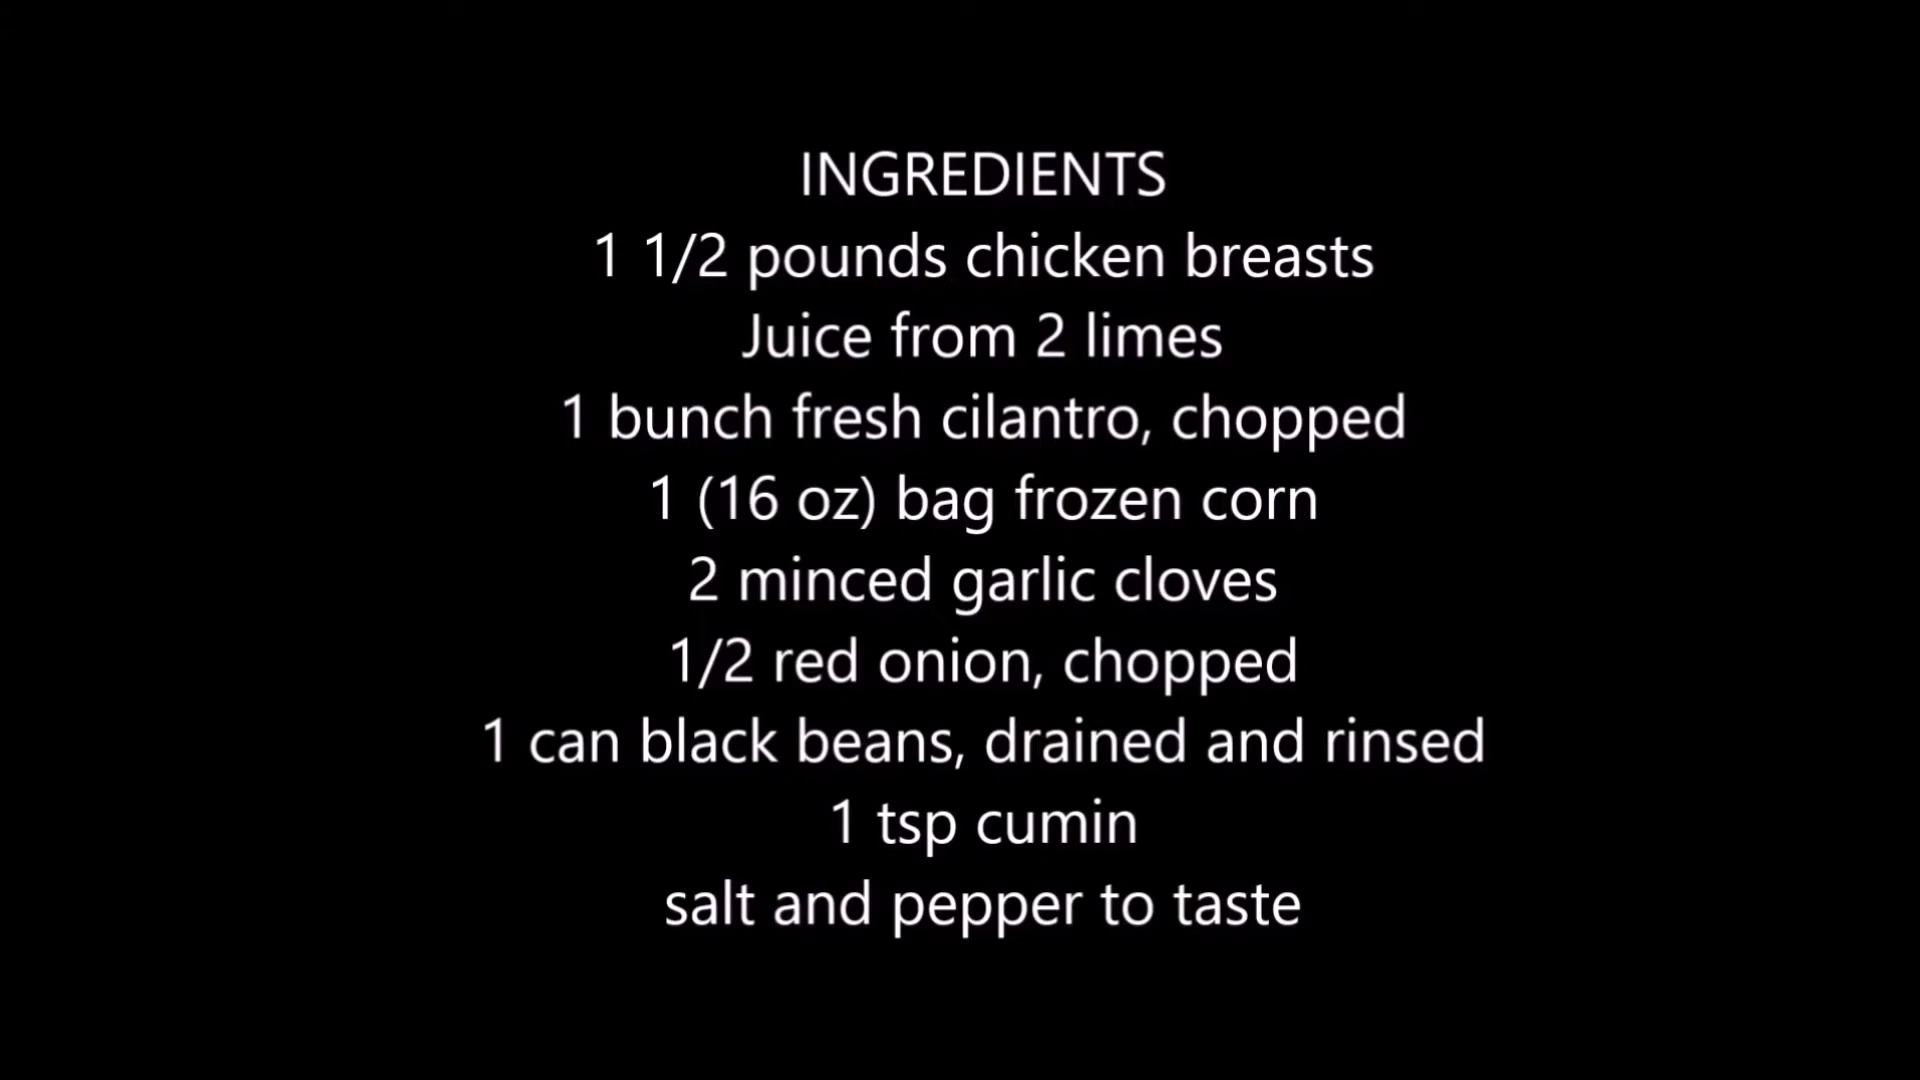 INGREDIENTS
1 1/2 pounds chicken breasts
Juice from 2 limes
1 bunch fresh cilantro, chopped
1 (16 oz) bag frozen corn
2 minced garlic cloves
1/2 red onion, chopped
1 can black beans, drained and rinsed
1 tsp cumin
salt and pepper to taste